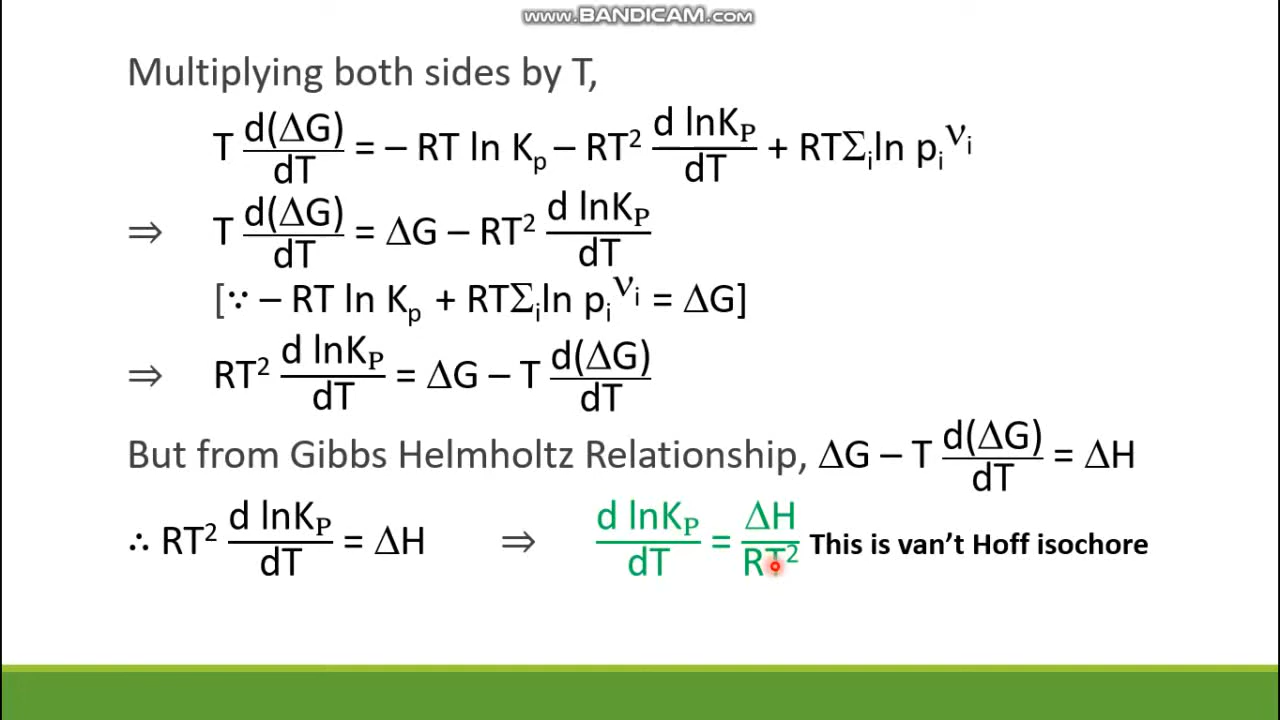 www.BANDICAM.com
Multiplying both sides by T,
T d(ΔG)/dT = – RT ln Kp – RT² d lnKP/dT + RTΣi ln pi^νi
⇒ T d(ΔG)/dT = ΔG – RT² d lnKP/dT
[∵ – RT ln Kp + RTΣi ln pi^νi = ΔG]
⇒ RT² d lnKP/dT = ΔG – T d(ΔG)/dT
But from Gibbs Helmholtz Relationship, ΔG – T d(ΔG)/dT = ΔH
∴ RT² d lnKP/dT = ΔH ⇒ d lnKP/dT = ΔH/RT² This is van’t Hoff isochore